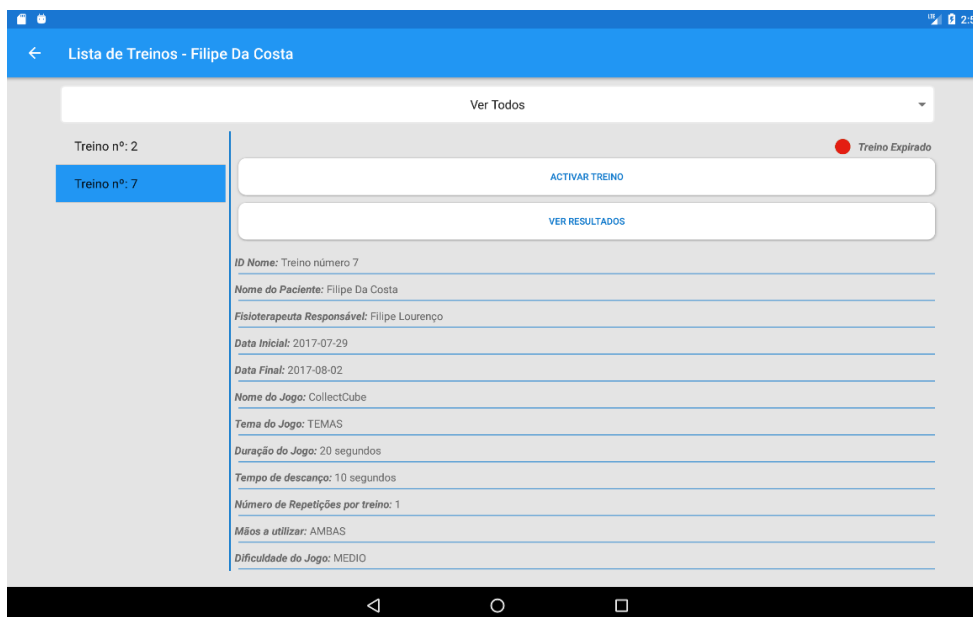 LTE 2:5
Lista de Treinos - Filipe Da Costa
Ver Todos
Treino nº: 2
Treino nº: 7
Treino Expirado
ACTIVAR TREINO
VER RESULTADOS
ID Nome: Treino número 7
Nome do Paciente: Filipe Da Costa
Fisioterapeuta Responsável: Filipe Lourenço
Data Inicial: 2017-07-29
Data Final: 2017-08-02
Nome do Jogo: CollectCube
Tema do Jogo: TEMAS
Duração do Jogo: 20 segundos
Tempo de descanço: 10 segundos
Número de Repetições por treino: 1
Mãos a utilizar: AMBAS
Dificuldade do Jogo: MEDIO